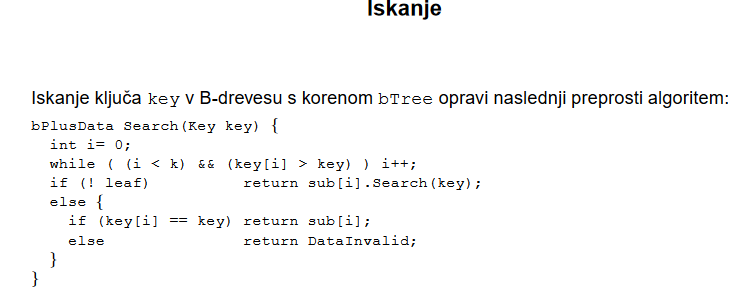 Iskanje
Iskanje ključa key v B-drevesu s korenom bTree opravi naslednji preprosti algoritem:
bPlusData Search(Key key) {
int i= 0;
while ( (i < k) && (key[i] > key) ) i++;
if (! leaf) return sub[i].Search(key);
else {
if (key[i] == key) return sub[i];
else return DataInvalid;
}
}